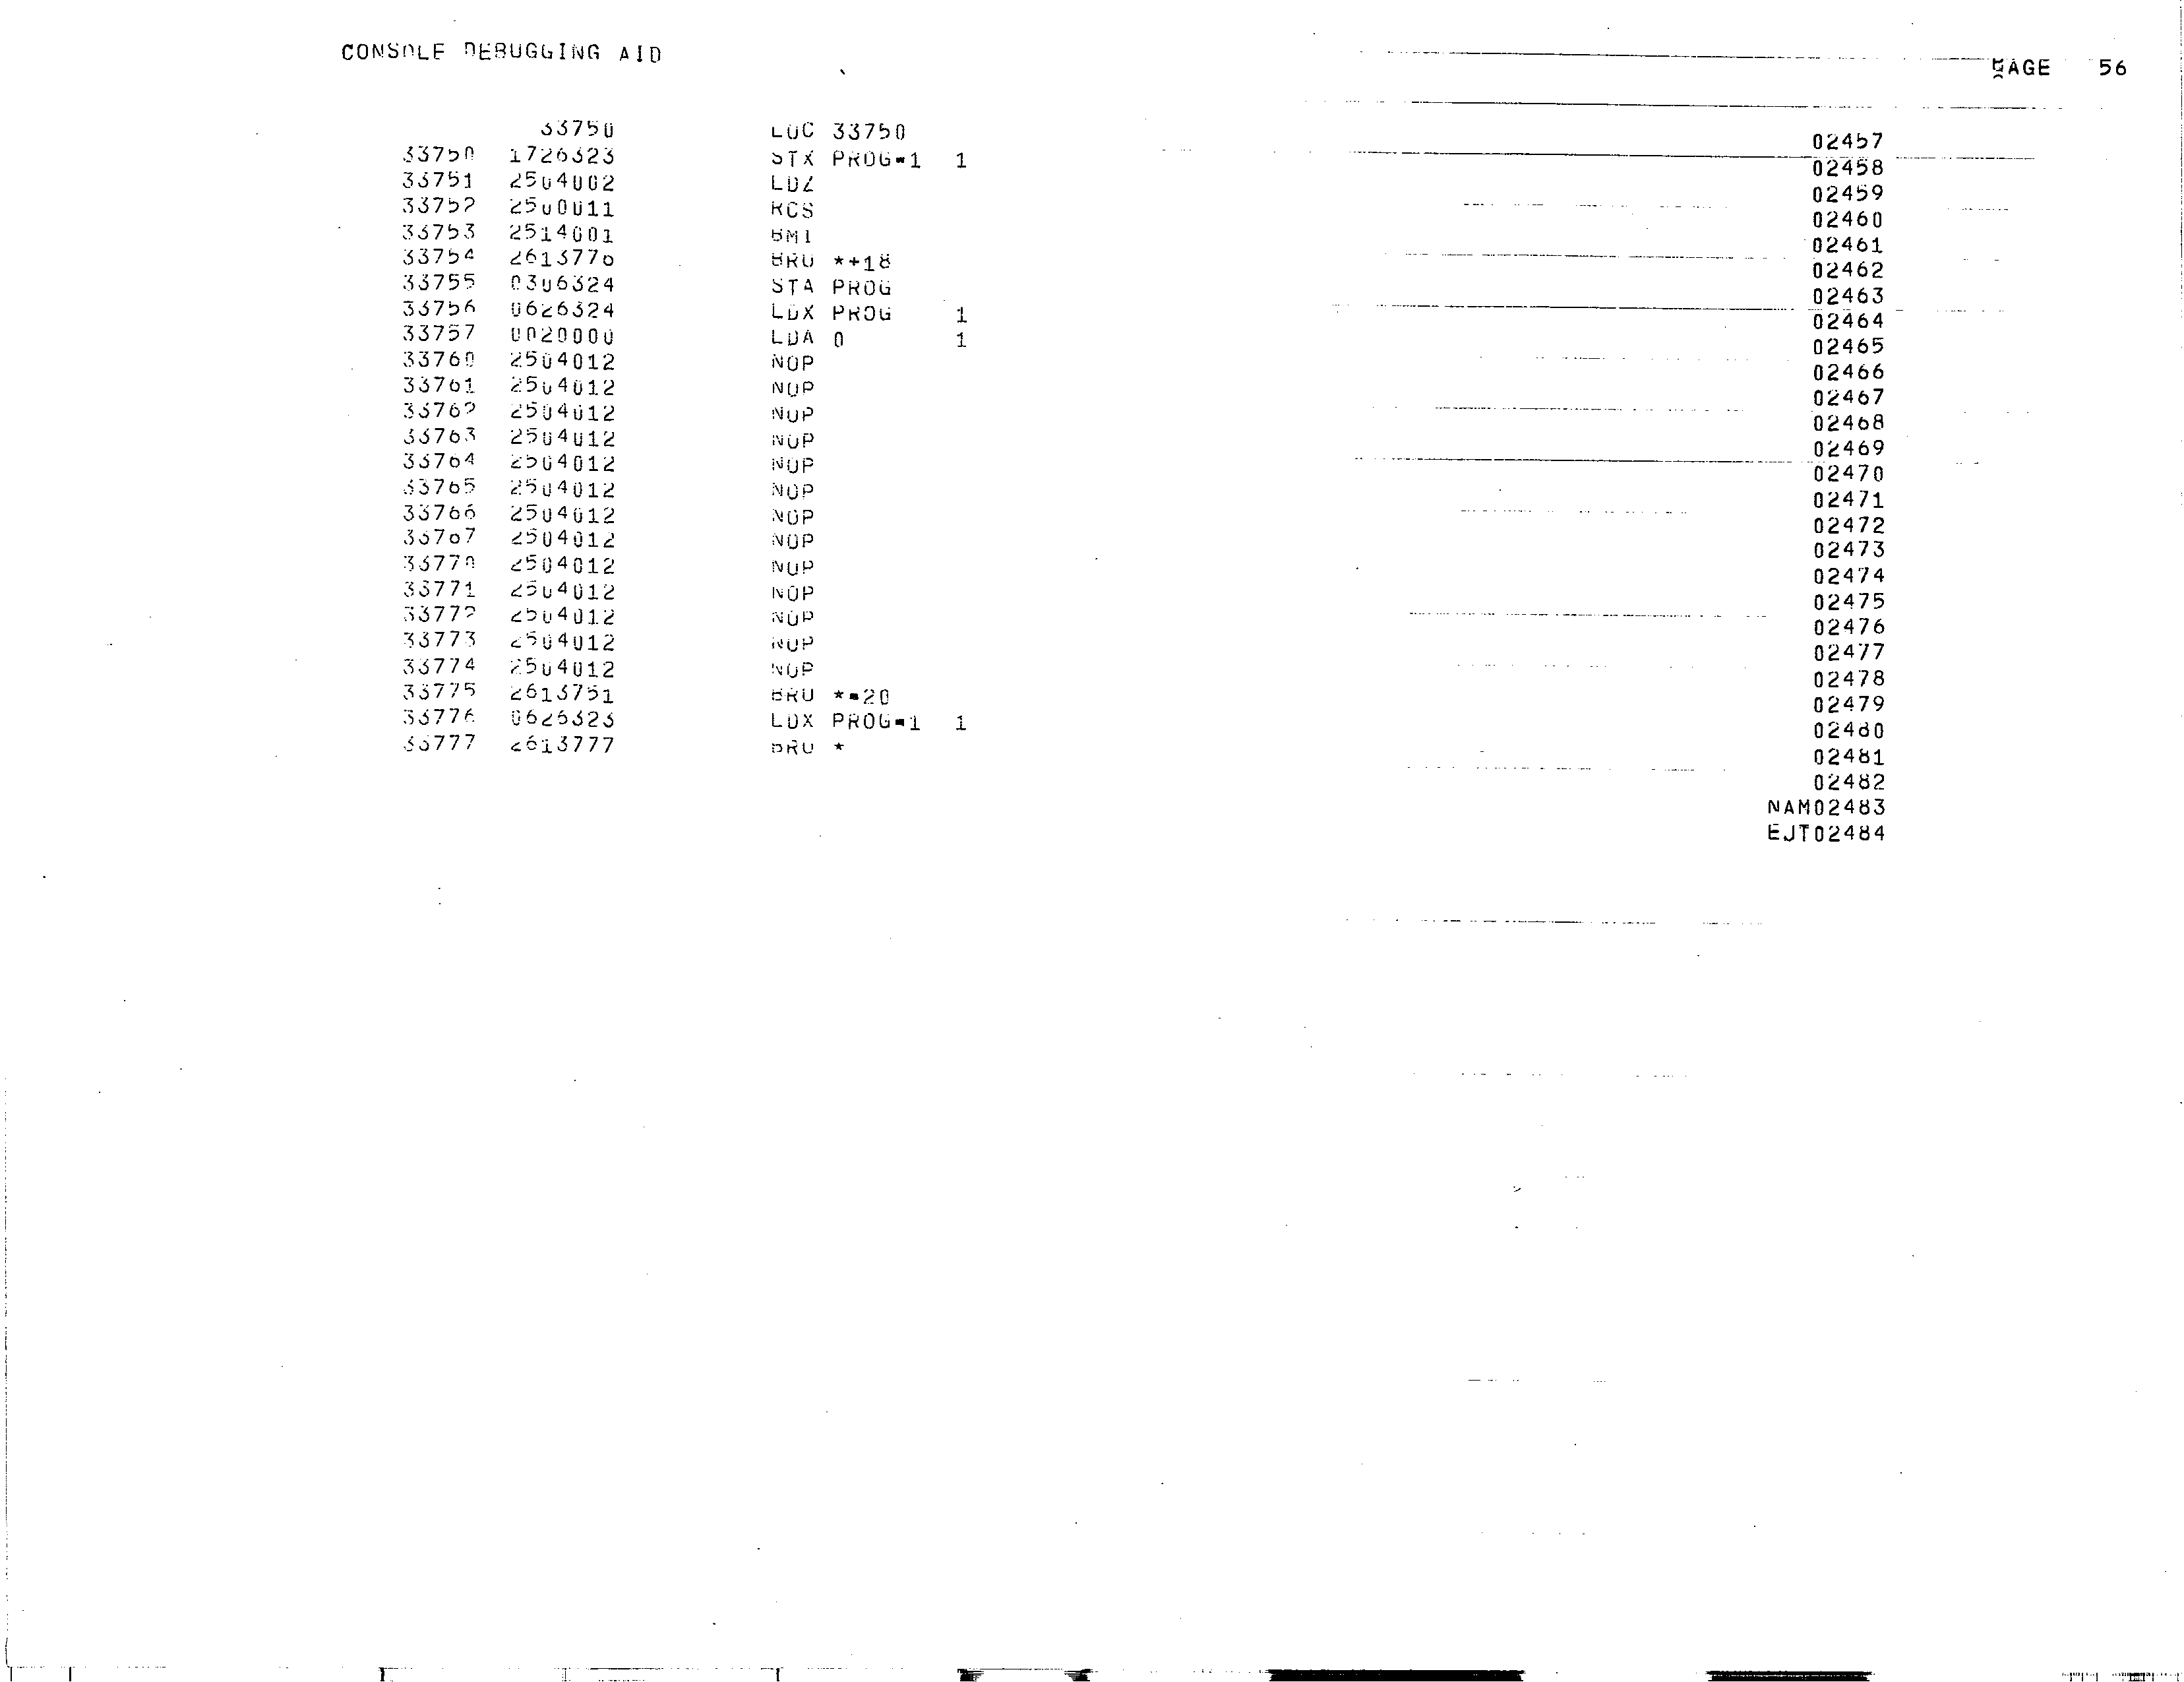 CONSOLE DEBUGGING AID PAGE 56
33750 LOC 33750 02457
33750 1726323 STX PROG-1 1 02458
33751 2504002 LDZ 02459
33752 2500011 RCS 02460
33753 2514001 BMI 02461
33754 2613776 BRU *+18 02462
33755 0306324 STA PROG 02463
33756 0626324 LDX PROG 1 02464
33757 0020000 LDA 0 1 02465
33760 2504012 NOP 02466
33761 2504012 NOP 02467
33762 2504012 NOP 02468
33763 2504012 NOP 02469
33764 2504012 NOP 02470
33765 2504012 NOP 02471
33766 2504012 NOP 02472
33767 2504012 NOP 02473
33770 2504012 NOP 02474
33771 2504012 NOP 02475
33772 2504012 NOP 02476
33773 2504012 NOP 02477
33774 2504012 NOP 02478
33775 2613751 BRU *-20 02479
33776 0626323 LDX PROG-1 1 02480
33777 2613777 BRU * 02481
02482
NAM02483
EJT02484